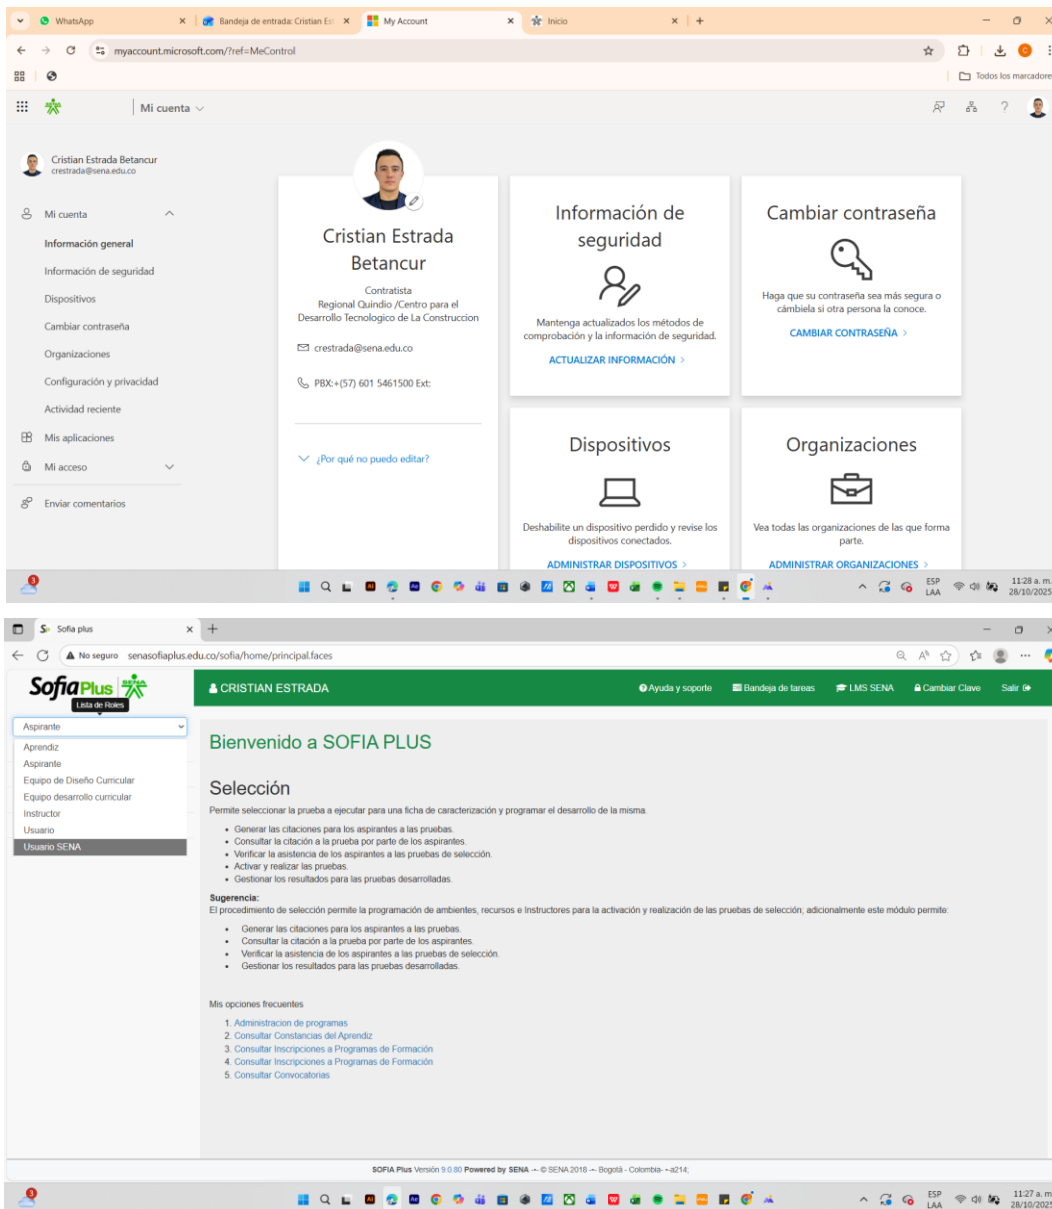 WhatsApp
Bandeja de entrada: Cristian Est
My Account
Inicio
myaccount.microsoft.com/?ref=MeControl
C
Todos los marcadores
Mi cuenta
Cristian Estrada Betancur
crestrada@sena.edu.co
Mi cuenta
Información general
Información de seguridad
Dispositivos
Cambiar contraseña
Organizaciones
Configuración y privacidad
Actividad reciente
Mis aplicaciones
Mi acceso
Enviar comentarios
Cristian Estrada
Betancur
Contratista
Regional Quindio /Centro para el
Desarrollo Tecnologico de La Construccion
crestrada@sena.edu.co
PBX:+(57) 601 5461500 Ext:
¿Por qué no puedo editar?
Información de
seguridad
Mantenga actualizados los métodos de
comprobación y la información de seguridad.
ACTUALIZAR INFORMACIÓN
Cambiar contraseña
Haga que su contraseña sea más segura o
cámbiela si otra persona la conoce.
CAMBIAR CONTRASEÑA
Dispositivos
Deshabilite un dispositivo perdido y revise los
dispositivos conectados.
ADMINISTRAR DISPOSITIVOS
Organizaciones
Vea todas las organizaciones de las que forma
parte.
ADMINISTRAR ORGANIZACIONES
3
ESP
LAA
11:28 a. m.
28/10/2025
Sofia plus
No seguro senasofiaplus.edu.co/sofia/home/principal.faces
Sofia Plus SENA
Lista de Roles
CRISTIAN ESTRADA
Ayuda y soporte
Bandeja de tareas
LMS SENA
Cambiar Clave
Salir
Aspirante
Aprendiz
Aspirante
Equipo de Diseño Curricular
Equipo desarrollo curricular
Instructor
Usuario
Usuario SENA
Bienvenido a SOFIA PLUS
Selección
Permite seleccionar la prueba a ejecutar para una ficha de caracterización y programar el desarrollo de la misma.
• Generar las citaciones para los aspirantes a las pruebas.
• Consultar la citación a la prueba por parte de los aspirantes.
• Verificar la asistencia de los aspirantes a las pruebas de selección.
• Activar y realizar las pruebas.
• Gestionar los resultados para las pruebas desarrolladas.
Sugerencia:
El procedimiento de selección permite la programación de ambientes, recursos e Instructores para la activación y realización de las pruebas de selección; adicionalmente este módulo permite:
• Generar las citaciones para los aspirantes a las pruebas.
• Consultar la citación a la prueba por parte de los aspirantes.
• Verificar la asistencia de los aspirantes a las pruebas de selección.
• Gestionar los resultados para las pruebas desarrolladas.
Mis opciones frecuentes
1. Administracion de programas
2. Consultar Constancias del Aprendiz
3. Consultar Inscripciones a Programas de Formación
4. Consultar Inscripciones a Programas de Formación
5. Consultar Convocatorias
SOFIA Plus Versión 9.0.80 Powered by SENA -•- © SENA 2018 -•- Bogotá - Colombia- -•-a214;
3
ESP
LAA
11:27 a. m.
28/10/2025